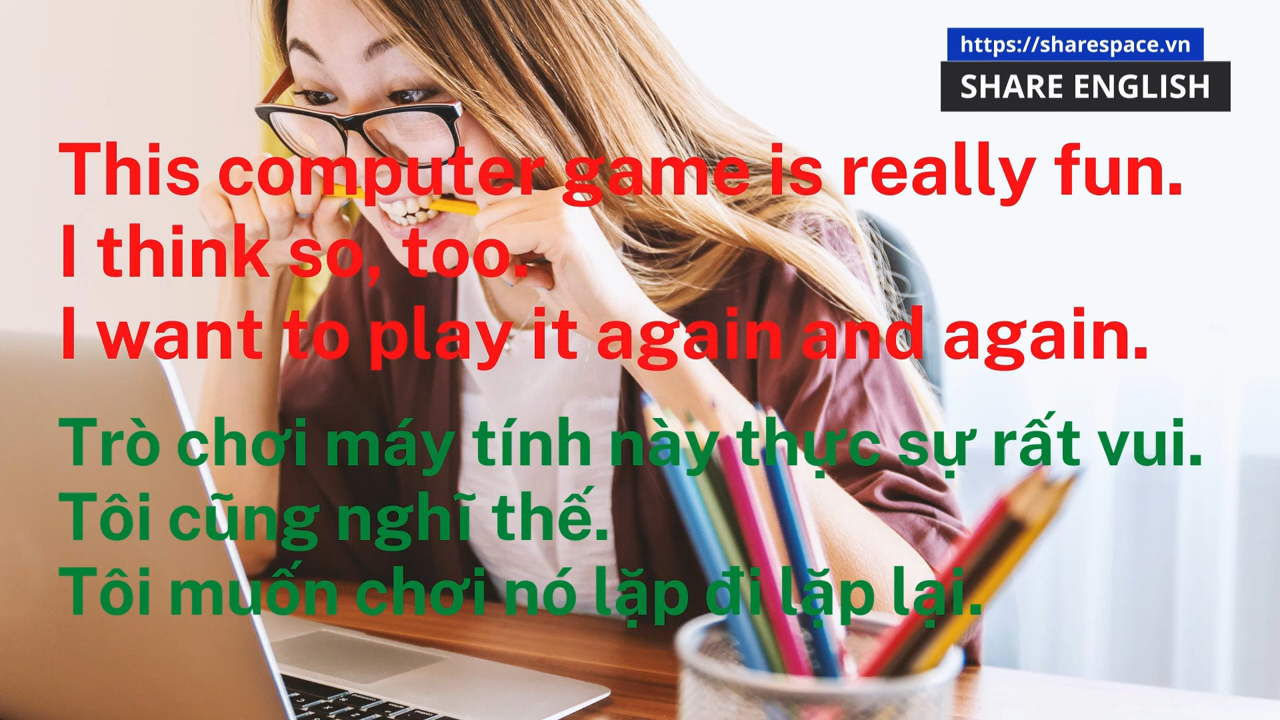 https://sharespace.vn
SHARE ENGLISH
This computer game is really fun.
I think so, too.
I want to play it again and again.
Trò chơi máy tính này thực sự rất vui.
Tôi cũng nghĩ thế.
Tôi muốn chơi nó lặp đi lặp lại.